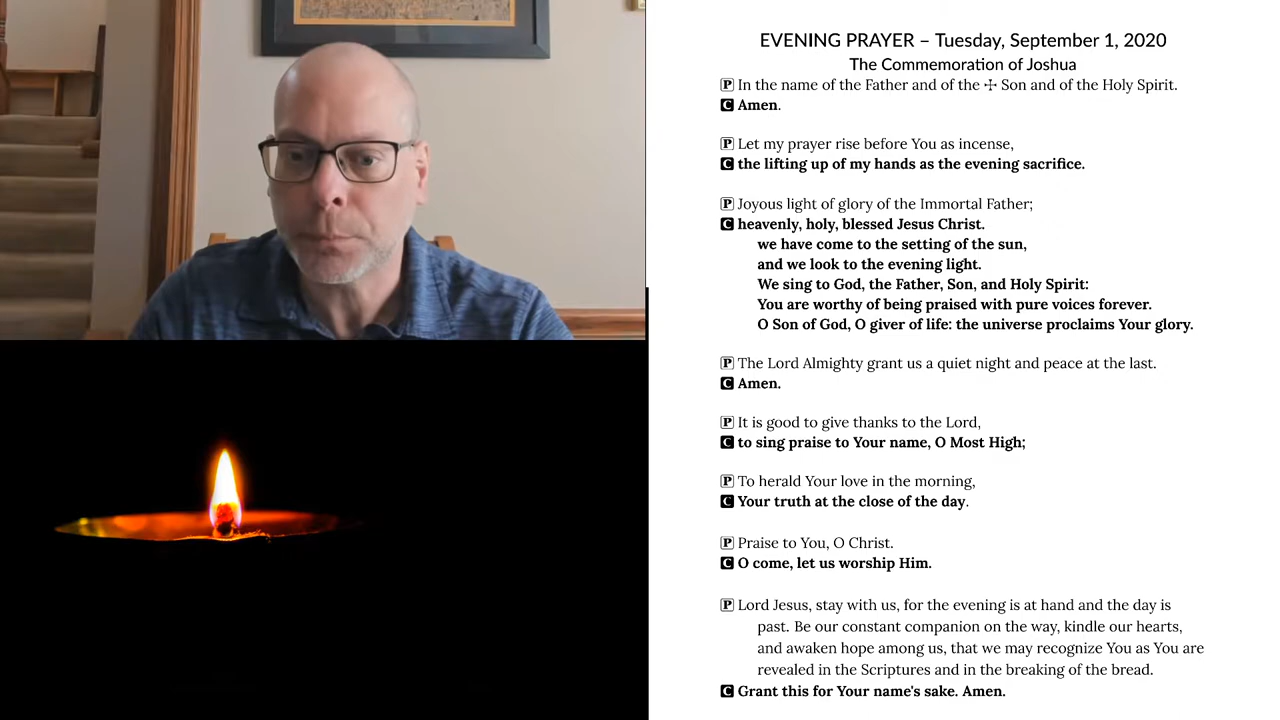 EVENING PRAYER – Tuesday, September 1, 2020
The Commemoration of Joshua
P In the name of the Father and of the ☩ Son and of the Holy Spirit.
C Amen.
P Let my prayer rise before You as incense,
C the lifting up of my hands as the evening sacrifice.
P Joyous light of glory of the Immortal Father;
C heavenly, holy, blessed Jesus Christ.
we have come to the setting of the sun,
and we look to the evening light.
We sing to God, the Father, Son, and Holy Spirit:
You are worthy of being praised with pure voices forever.
O Son of God, O giver of life: the universe proclaims Your glory.
P The Lord Almighty grant us a quiet night and peace at the last.
C Amen.
P It is good to give thanks to the Lord,
C to sing praise to Your name, O Most High;
P To herald Your love in the morning,
C Your truth at the close of the day.
P Praise to You, O Christ.
C O come, let us worship Him.
P Lord Jesus, stay with us, for the evening is at hand and the day is
past. Be our constant companion on the way, kindle our hearts,
and awaken hope among us, that we may recognize You as You are
revealed in the Scriptures and in the breaking of the bread.
C Grant this for Your name's sake. Amen.